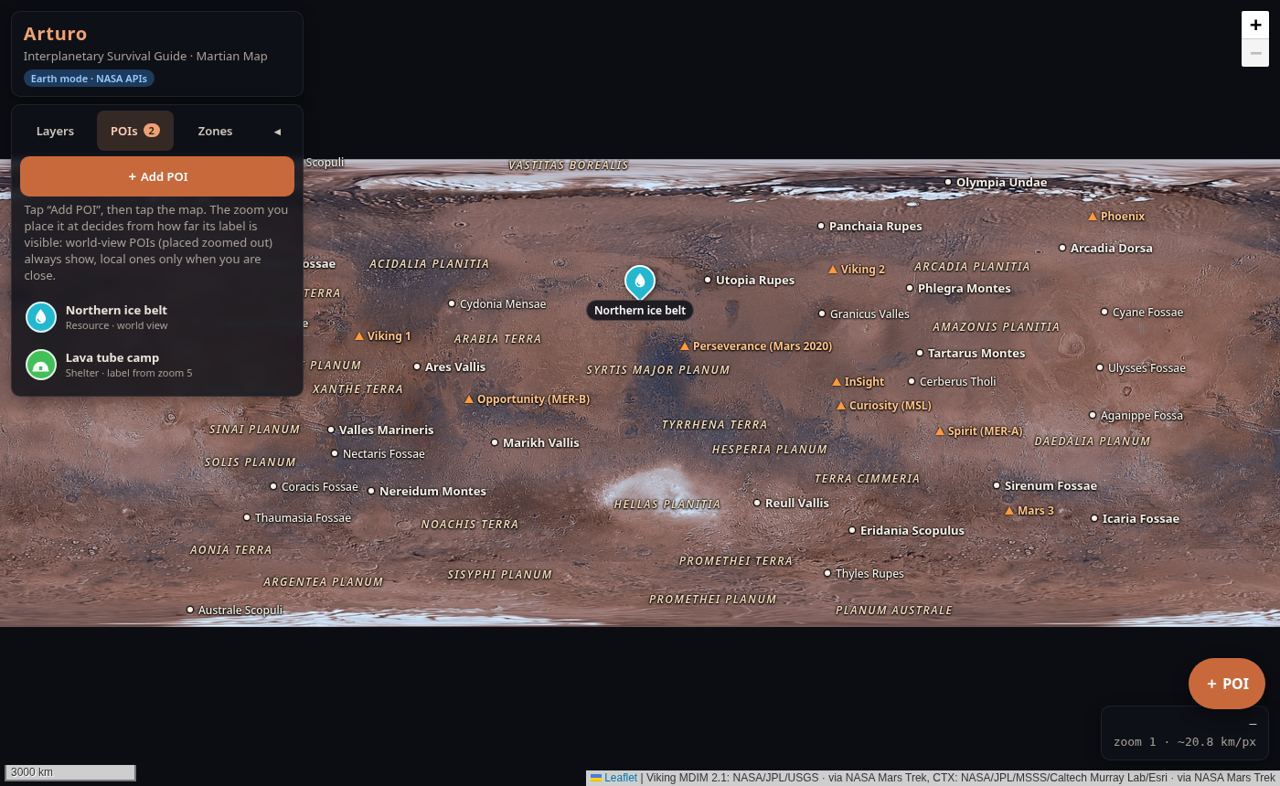 Arturo
Interplanetary Survival Guide · Martian Map
Earth mode · NASA APIs
Layers
POIs 2
Zones
◂
+ Add POI
Tap “Add POI”, then tap the map. The zoom you
place it at decides from how far its label is
visible: world-view POIs (placed zoomed out)
always show, local ones only when you are
close.
Northern ice belt
Resource · world view
Lava tube camp
Shelter · label from zoom 5
+
−
Scopuli
VASTITAS BOREALIS
Olympia Undae
Phoenix
Panchaia Rupes
Arcadia Dorsa
ossae
ACIDALIA PLANITIA
Viking 2
ARCADIA PLANITIA
Utopia Rupes
Phlegra Montes
TERRA
Cydonia Mensae
Northern ice belt
Granicus Valles
Cyane Fossae
e
AMAZONIS PLANITIA
Viking 1
ARABIA TERRA
Perseverance (Mars 2020)
Tartarus Montes
PLANUM
Ares Vallis
SYRTIS MAJOR PLANUM
Ulysses Fossae
XANTHE TERRA
InSight
Cerberus Tholi
Opportunity (MER-B)
Curiosity (MSL)
Aganippe Fossa
SINAI PLANUM
Valles Marineris
TYRRHENA TERRA
Spirit (MER-A)
Marikh Vallis
DAEDALIA PLANUM
Nectaris Fossae
HESPERIA PLANUM
SOLIS PLANUM
TERRA CIMMERIA
Coracis Fossae
Nereidum Montes
Sirenum Fossae
HELLAS PLANITIA
Reull Vallis
Mars 3
Thaumasia Fossae
NOACHIS TERRA
Icaria Fossae
Eridania Scopulus
AONIA TERRA
PROMETHEI TERRA
SISYPHI PLANUM
Thyles Rupes
ARGENTEA PLANUM
PROMETHEI PLANUM
Australe Scopuli
PLANUM AUSTRALE
+ POI
—
zoom 1 · ~20.8 km/px
3000 km
Leaflet | Viking MDIM 2.1: NASA/JPL/USGS · via NASA Mars Trek, CTX: NASA/JPL/MSSS/Caltech Murray Lab/Esri · via NASA Mars Trek